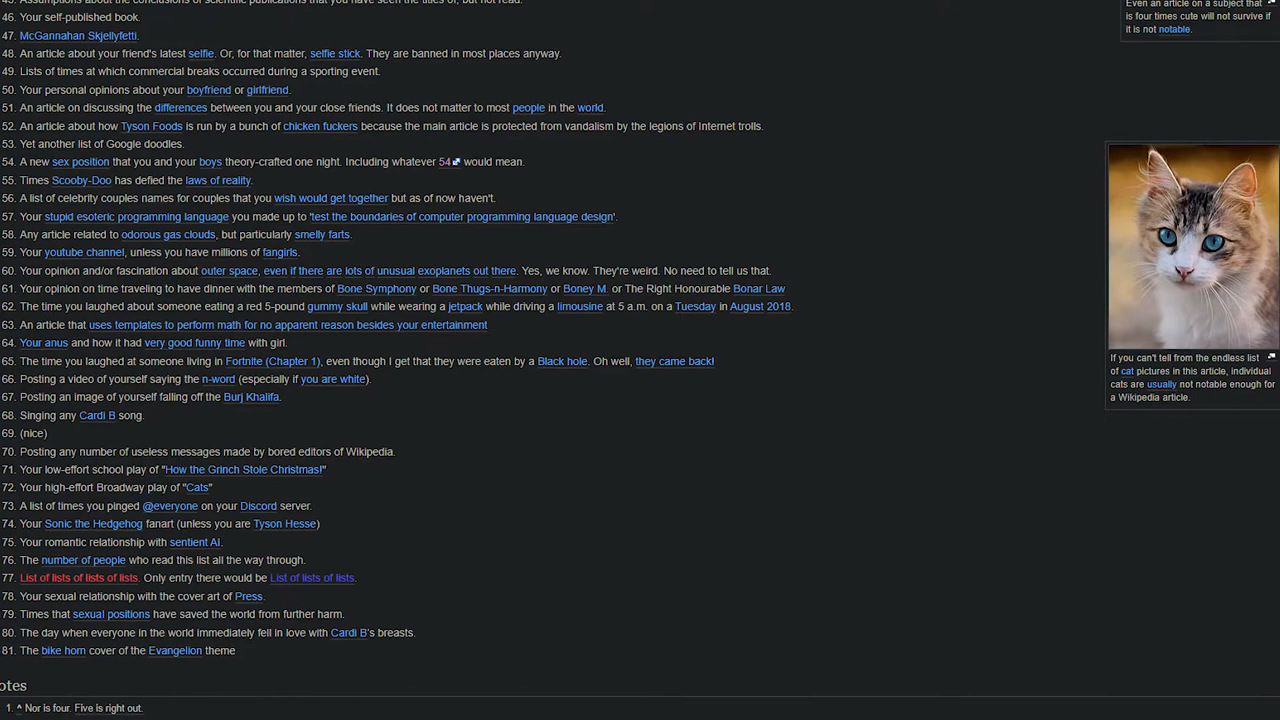 45. Assumptions about the conclusions of scientific publications that you have seen the titles of, but not read.
46. Your self-published book.
47. McGannahan Skjellyfetti.
48. An article about your friend's latest selfie. Or, for that matter, selfie stick. They are banned in most places anyway.
49. Lists of times at which commercial breaks occurred during a sporting event.
50. Your personal opinions about your boyfriend or girlfriend.
51. An article on discussing the differences between you and your close friends. It does not matter to most people in the world.
52. An article about how Tyson Foods is run by a bunch of chicken fuckers because the main article is protected from vandalism by the legions of Internet trolls.
53. Yet another list of Google doodles.
54. A new sex position that you and your boys theory-crafted one night. Including whatever 54 would mean.
55. Times Scooby-Doo has defied the laws of reality.
56. A list of celebrity couples names for couples that you wish would get together but as of now haven't.
57. Your stupid esoteric programming language you made up to 'test the boundaries of computer programming language design'.
58. Any article related to odorous gas clouds, but particularly smelly farts.
59. Your youtube channel, unless you have millions of fangirls.
60. Your opinion and/or fascination about outer space, even if there are lots of unusual exoplanets out there. Yes, we know. They're weird. No need to tell us that.
61. Your opinion on time traveling to have dinner with the members of Bone Symphony or Bone Thugs-n-Harmony or Boney M. or The Right Honourable Bonar Law
62. The time you laughed about someone eating a red 5-pound gummy skull while wearing a jetpack while driving a limousine at 5 a.m. on a Tuesday in August 2018.
63. An article that uses templates to perform math for no apparent reason besides your entertainment
64. Your anus and how it had very good funny time with girl.
65. The time you laughed at someone living in Fortnite (Chapter 1), even though I get that they were eaten by a Black hole. Oh well, they came back!
66. Posting a video of yourself saying the n-word (especially if you are white).
67. Posting an image of yourself falling off the Burj Khalifa.
68. Singing any Cardi B song.
69. (nice)
70. Posting any number of useless messages made by bored editors of Wikipedia.
71. Your low-effort school play of "How the Grinch Stole Christmas!"
72. Your high-effort Broadway play of "Cats"
73. A list of times you pinged @everyone on your Discord server.
74. Your Sonic the Hedgehog fanart (unless you are Tyson Hesse)
75. Your romantic relationship with sentient AI.
76. The number of people who read this list all the way through.
77. List of lists of lists of lists. Only entry there would be List of lists of lists.
78. Your sexual relationship with the cover art of Press.
79. Times that sexual positions have saved the world from further harm.
80. The day when everyone in the world immediately fell in love with Cardi B's breasts.
81. The bike horn cover of the Evangelion theme
otes
1. ^ Nor is four. Five is right out.
Even an article on a subject that
is four times cute will not survive if
it is not notable.
If you can't tell from the endless list
of cat pictures in this article, individual
cats are usually not notable enough for
a Wikipedia article.